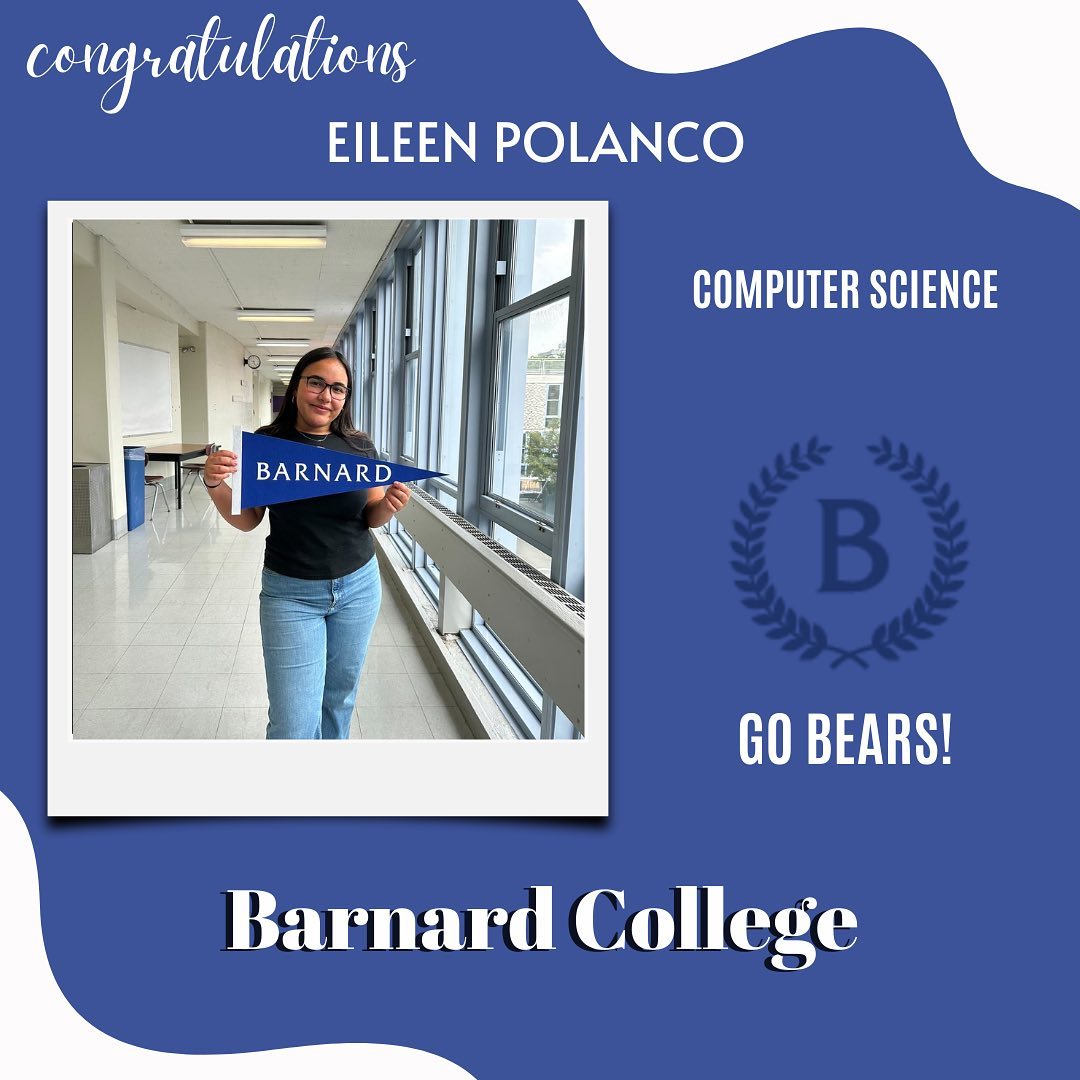 congratulations
EILEEN POLANCO
COMPUTER SCIENCE
BARNARD
B
GO BEARS!
Barnard College